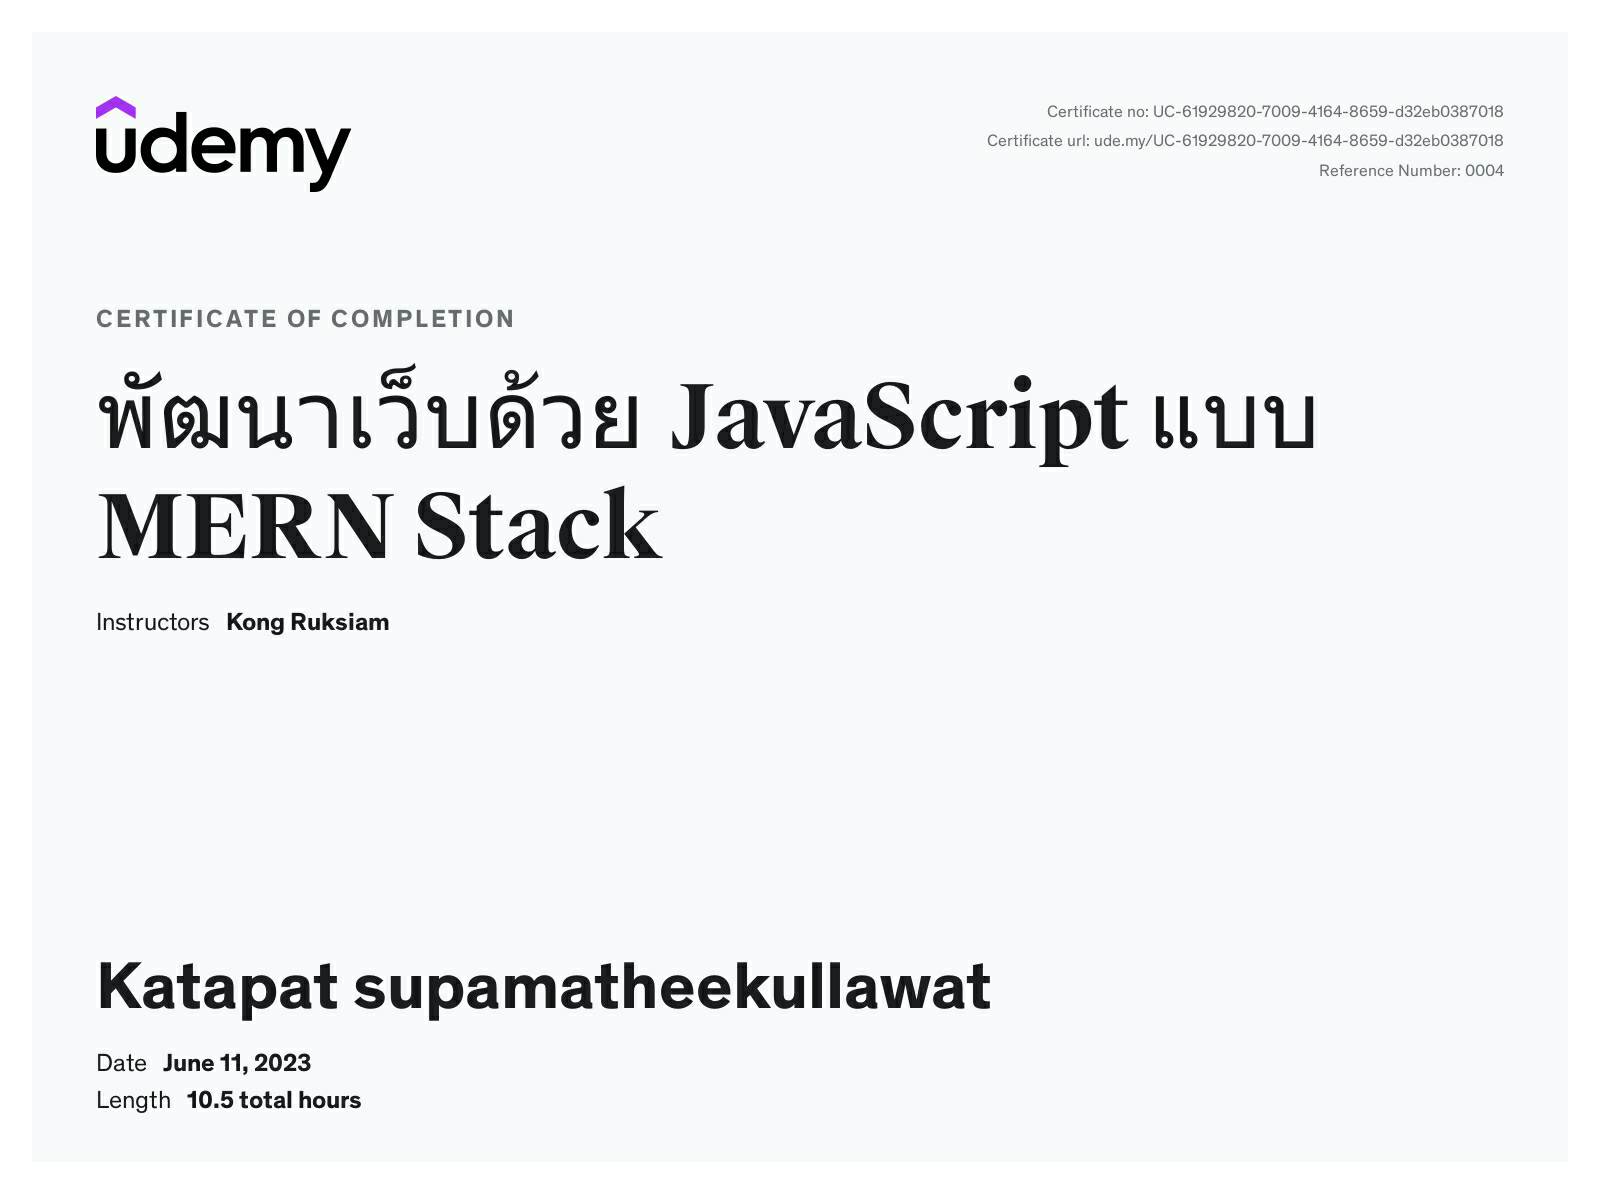 udemy
Certificate no: UC-61929820-7009-4164-8659-d32eb0387018
Certificate url: ude.my/UC-61929820-7009-4164-8659-d32eb0387018
Reference Number: 0004
CERTIFICATE OF COMPLETION
พัฒนาเว็บด้วย JavaScript แบบ
MERN Stack
Instructors Kong Ruksiam
Katapat supamatheekullawat
Date June 11, 2023
Length 10.5 total hours